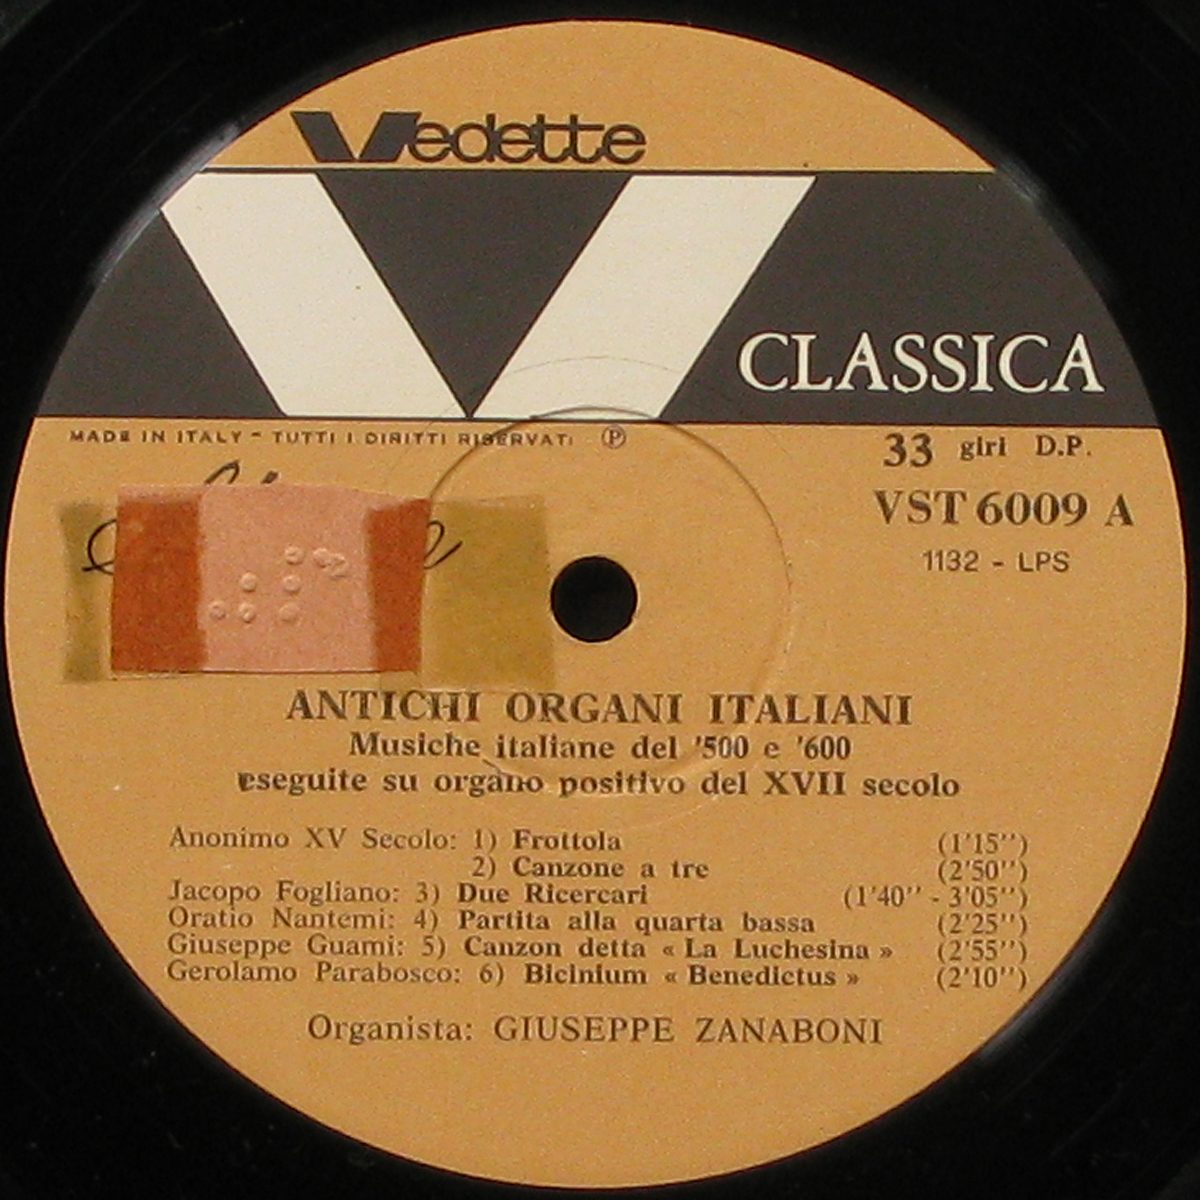 Vedette
CLASSICA
MADE IN ITALY - TUTTI I DIRITTI RISERVATI ℗
33 giri D.P.
VST 6009 A
1132 - LPS
ANTICHI ORGANI ITALIANI
Musiche italiane del '500 e '600
eseguite su organo positivo del XVII secolo
Anonimo XV Secolo: 1) Frottola (1'15'')
2) Canzone a tre (2'50'')
Jacopo Fogliano: 3) Due Ricercari (1'40'' - 3'05'')
Oratio Nantemi: 4) Partita alla quarta bassa (2'25'')
Giuseppe Guami: 5) Canzon detta « La Luchesina » (2'55'')
Gerolamo Parabosco: 6) Bicinium « Benedictus » (2'10'')
Organista: GIUSEPPE ZANABONI